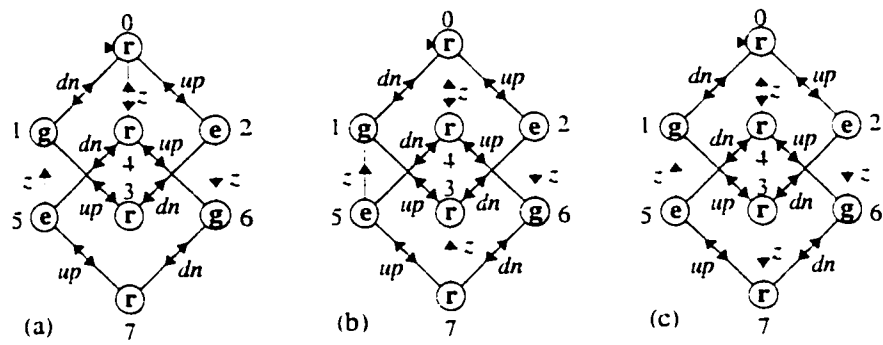 0 0 0
dn up dn up dn up
z z z
1 g r e 2 1 g r e 2 1 g r e 2
dn up dn up dn up
4 4 4
z z z z z z
3 3 3
up dn up dn up dn
5 e r g 6 5 e r g 6 5 e r g 6
z z
up dn up dn up dn
r r r
(a) 7 (b) 7 (c) 7